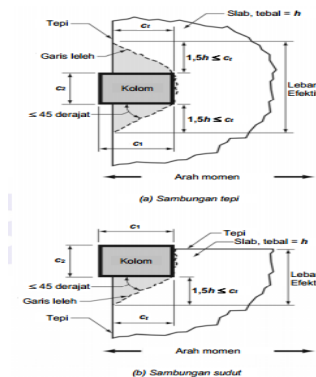 Tepi
ct
Slab, tebal = h
Garis leleh
1,5h ≤ ct
c2
Kolom
Lebar
Efekti
≤ 45 derajat
1,5h ≤ ct
c1
Arah momen
(a) Sambungan tepi
c1
Tepi
Slab, tebal = h
c2
Kolom
Lebar
Efekti
≤ 45 derajat
Garis leleh
1,5h ≤ ct
Tepi
ct
Arah momen
(b) Sambungan sudut